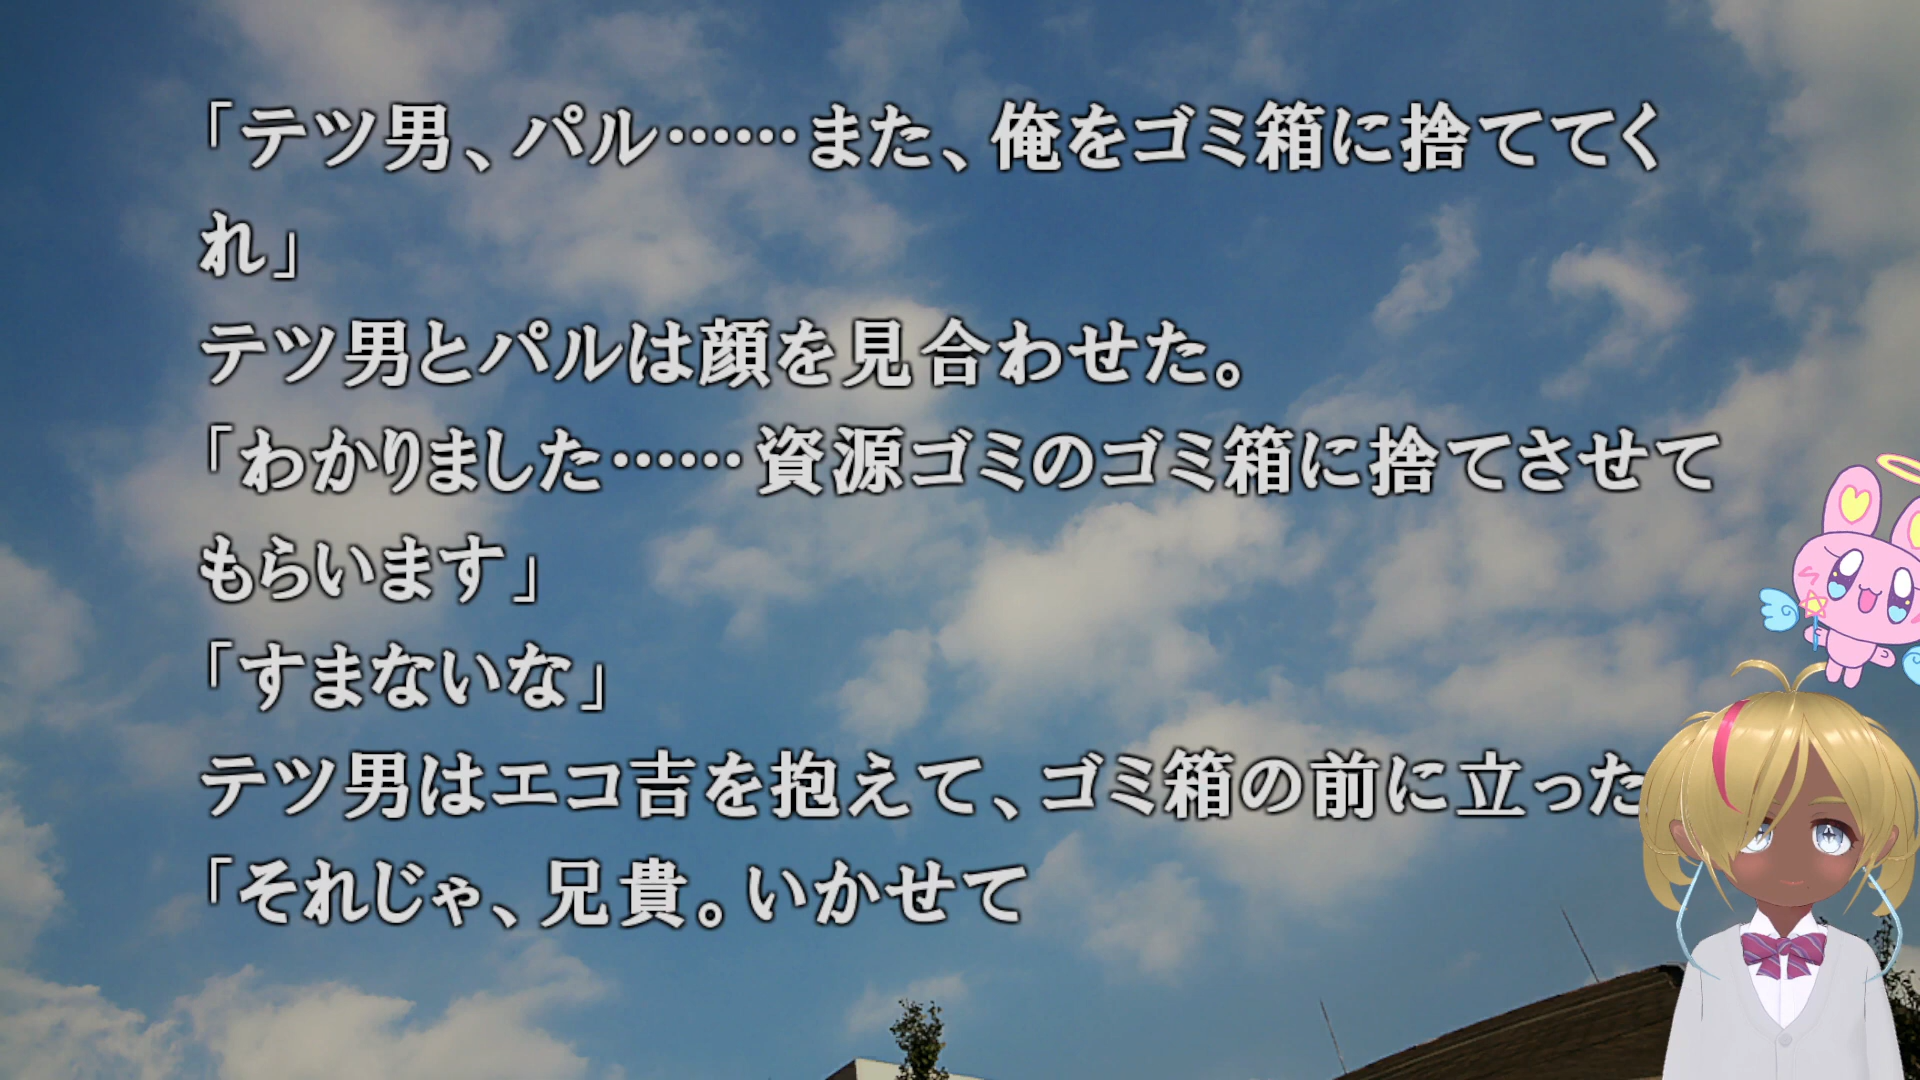 「テツ男、パル……また、俺をゴミ箱に捨ててく
れ」
テツ男とパルは顔を見合わせた。
「わかりました……資源ゴミのゴミ箱に捨てさせて
もらいます」
「すまないな」
テツ男はエコ吉を抱えて、ゴミ箱の前に立った
「それじゃ、兄貴。いかせて